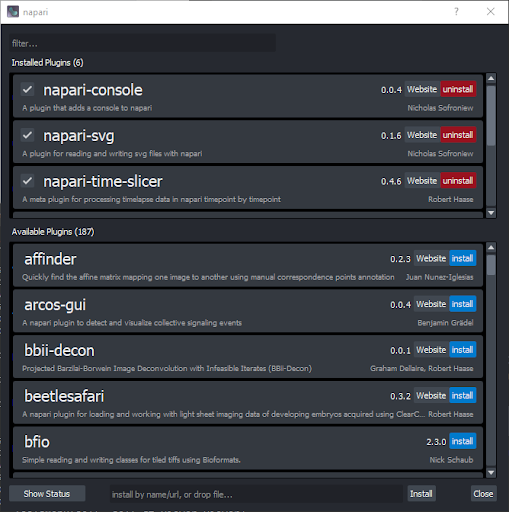 napari
filter...
Installed Plugins (6)
napari-console 0.0.4 Website uninstall
A plugin that adds a console to napari Nicholas Sofroniew
napari-svg 0.1.6 Website uninstall
A plugin for reading and writing svg files with napari Nicholas Sofroniew
napari-time-slicer 0.4.6 Website uninstall
A meta plugin for processing timelapse data in napari timepoint by timepoint Robert Haase
Available Plugins (187)
affinder 0.2.3 Website install
Quickly find the affine matrix mapping one image to another using manual correspondence points annotation Juan Nunez-Iglesias
arcos-gui 0.0.4 Website install
A napari plugin to detect and visualize collective signaling events Benjamin Grädel
bbii-decon 0.0.1 Website install
Projected Barzilai-Borwein Image Deconvolution with Infeasible Iterates (BBii-Decon) Graham Dellaire, Robert Haase
beetlesafari 0.3.2 Website install
A napari plugin for loading and working with light sheet imaging data of developing embryos acquired using ClearC... Robert Haase
bfio 2.3.0 install
Simple reading and writing classes for tiled tiffs using Bioformats. Nick Schaub
Show Status install by name/url, or drop file... Install Close